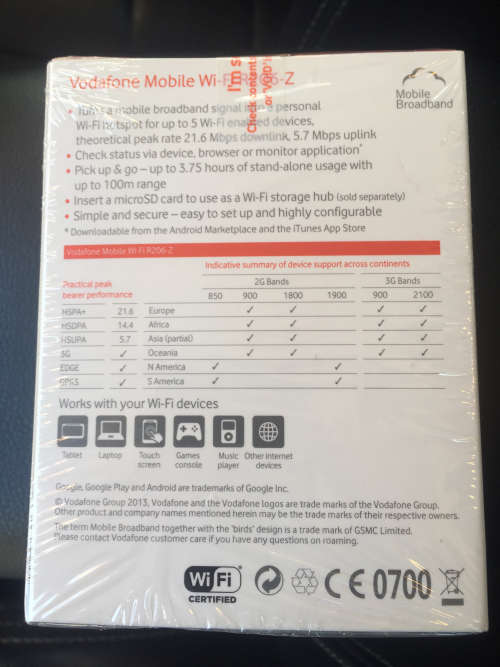 Vodafone Mobile Wi-Fi R206-Z
I'm s
Check contents
or VOID
Mobile
Broadband
• Turns a mobile broadband signal into a personal
Wi-Fi hotspot for up to 5 Wi-Fi enabled devices,
theoretical peak rate 21.6 Mbps downlink, 5.7 Mbps uplink
• Check status via device, browser or monitor application*
• Pick up & go – up to 3.75 hours of stand-alone usage with
up to 100m range
• Insert a microSD card to use as a Wi-Fi storage hub (sold separately)
• Simple and secure – easy to set up and highly configurable
* Downloadable from the Android Marketplace and the iTunes App Store
Vodafone Mobile Wi-Fi R206-Z
Indicative summary of device support across continents
Practical peak
bearer performance
2G Bands 3G Bands
850 900 1800 1900 900 2100
HSPA+ 21.6 Europe ✓ ✓ ✓ ✓
HSDPA 14.4 Africa ✓ ✓ ✓ ✓
HSUPA 5.7 Asia (partial) ✓ ✓ ✓ ✓
3G ✓ Oceania ✓ ✓ ✓ ✓
EDGE ✓ N America ✓ ✓
GPRS ✓ S America ✓ ✓
Works with your Wi-Fi devices
Tablet Laptop Touch screen Games console Music player Other internet devices
Google, Google Play and Android are trademarks of Google Inc.
© Vodafone Group 2013, Vodafone and the Vodafone logos are trade marks of the Vodafone Group.
Other product and company names mentioned herein may be the trade marks of their respective owners.
The term Mobile Broadband together with the 'birds' design is a trade mark of GSMC Limited.
Please contact Vodafone customer care if you have any questions on roaming.
Wi Fi
CERTIFIED
CE 0700